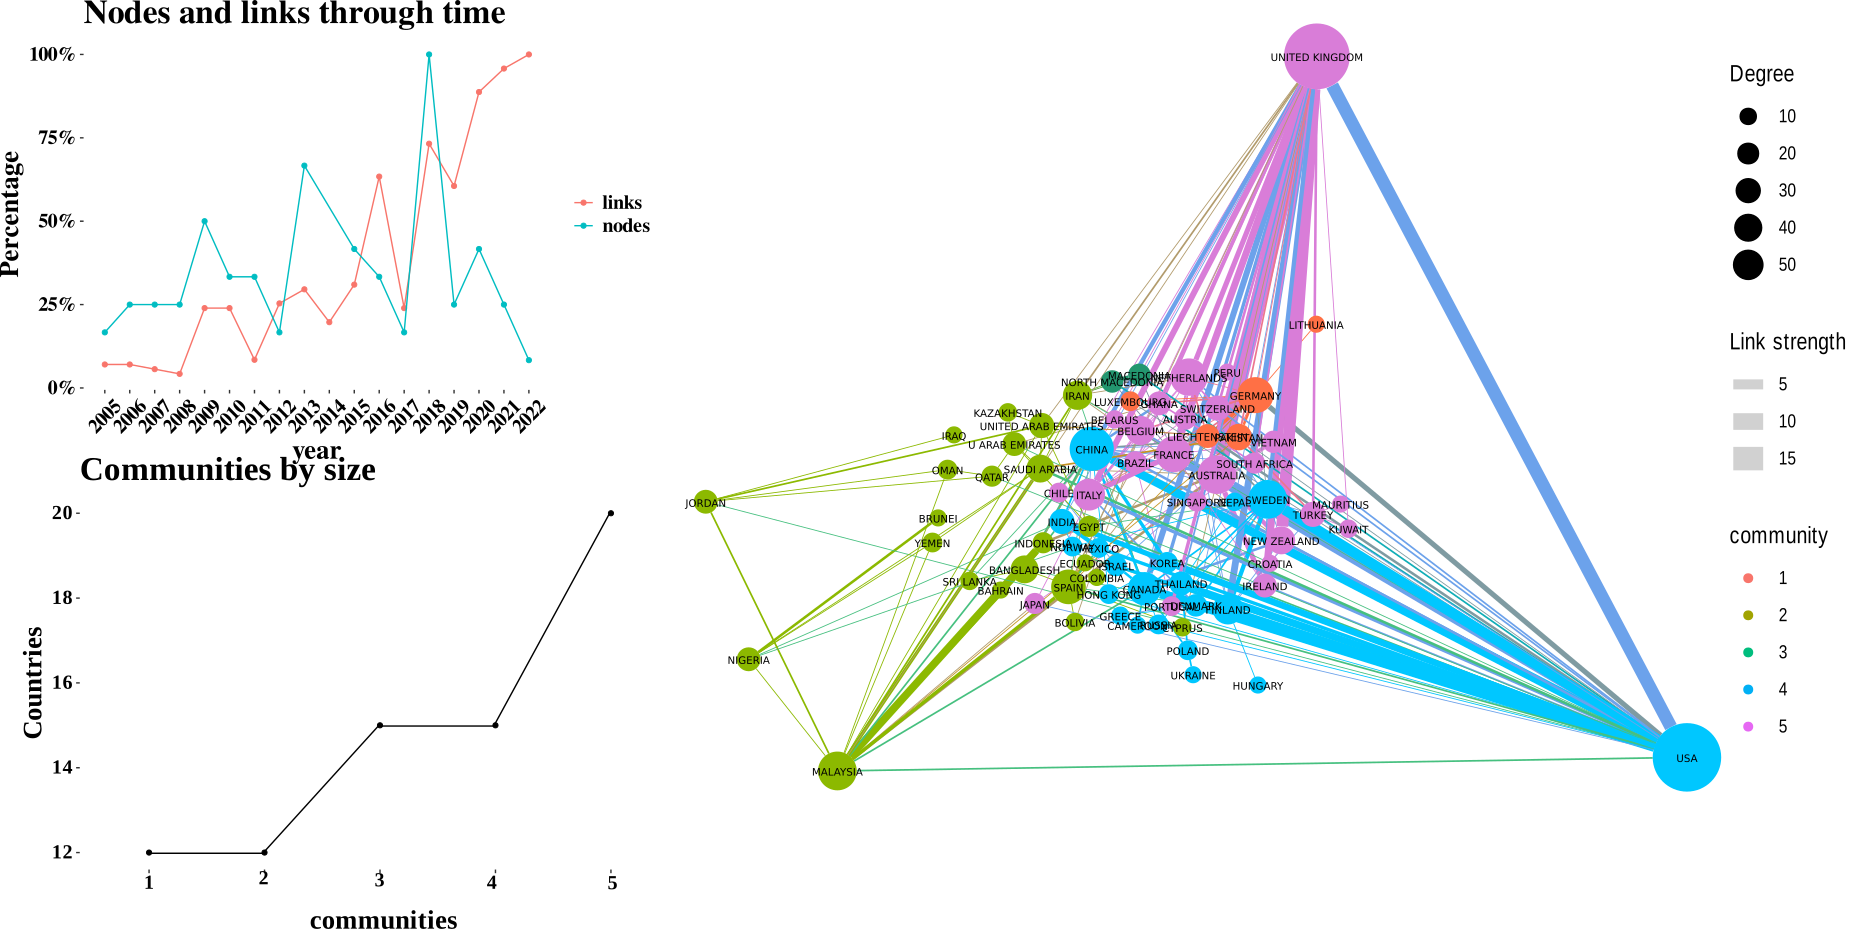 Nodes and links through time
100%
75%
50%
25%
0%
Percentage
2005
2006
2007
2008
2009
2010
2011
2012
2013
2014
2015
2016
2017
2018
2019
2020
2021
2022
year
links
nodes
Communities by size
20
18
16
14
12
Countries
1
2
3
4
5
communities
UNITED KINGDOM
LITHUANIA
MACEDONIA
NETHERLANDS
PERU
NORTH MACEDONIA
IRAN
LUXEMBOURG
GHANA
GERMANY
SWITZERLAND
KAZAKHSTAN
BELARUS
AUSTRIA
UNITED ARAB EMIRATES
BELGIUM
IRAQ
LIECHTENSTEIN
PAKISTAN
VIETNAM
U ARAB EMIRATES
CHINA
FRANCE
BRAZIL
SOUTH AFRICA
OMAN
SAUDI ARABIA
QATAR
AUSTRALIA
CHILE
ITALY
JORDAN
SINGAPORE
NEPAL
SWEDEN
MAURITIUS
TURKEY
BRUNEI
INDIA
EGYPT
KUWAIT
YEMEN
INDONESIA
NORWAY
MEXICO
NEW ZEALAND
ECUADOR
ISRAEL
KOREA
CROATIA
BANGLADESH
COLOMBIA
SRI LANKA
BAHRAIN
SPAIN
CANADA
THAILAND
IRELAND
HONG KONG
JAPAN
PORTUGAL
DENMARK
FINLAND
GREECE
BOLIVIA
CAMEROON
RUSSIA
CYPRUS
POLAND
NIGERIA
UKRAINE
HUNGARY
MALAYSIA
USA
Degree
10
20
30
40
50
Link strength
5
10
15
community
1
2
3
4
5